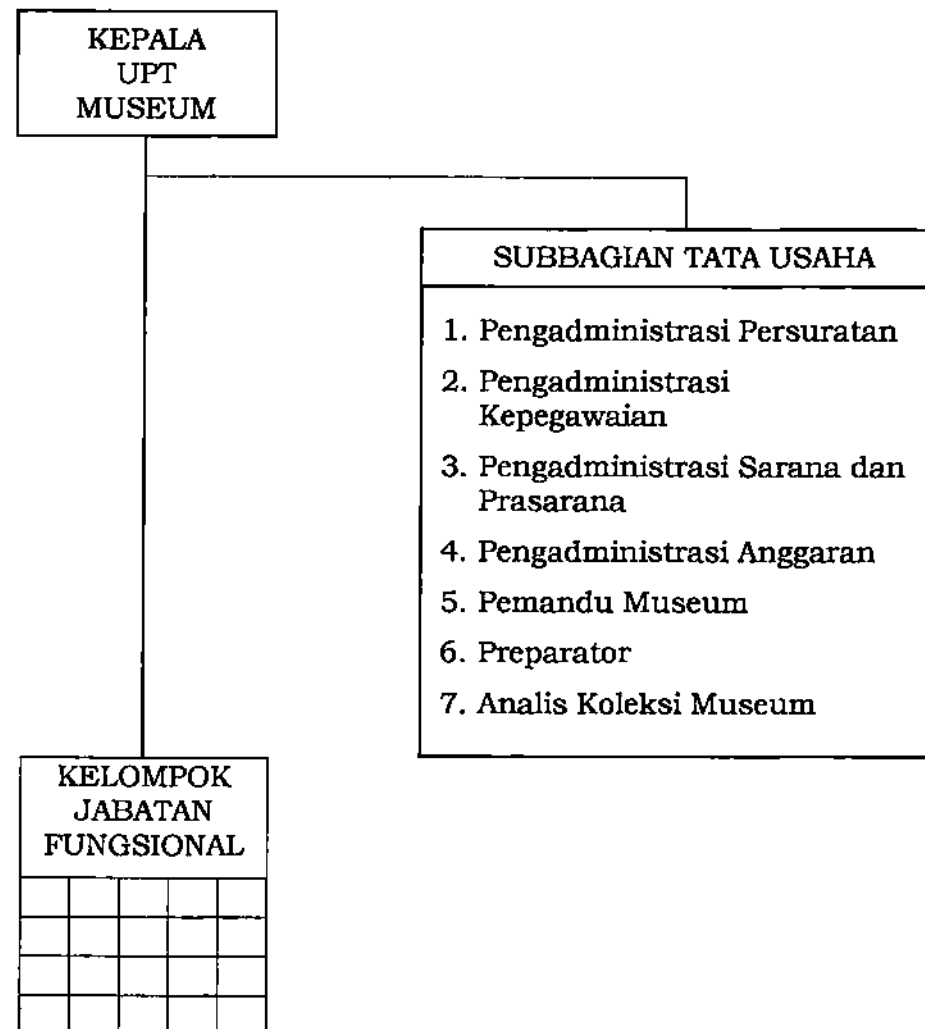 KEPALA
UPT
MUSEUM
SUBBAGIAN TATA USAHA
1. Pengadministrasi Persuratan
2. Pengadministrasi
Kepegawaian
3. Pengadministrasi Sarana dan
Prasarana
4. Pengadministrasi Anggaran
5. Pemandu Museum
6. Preparator
7. Analis Koleksi Museum
KELOMPOK
JABATAN
FUNGSIONAL